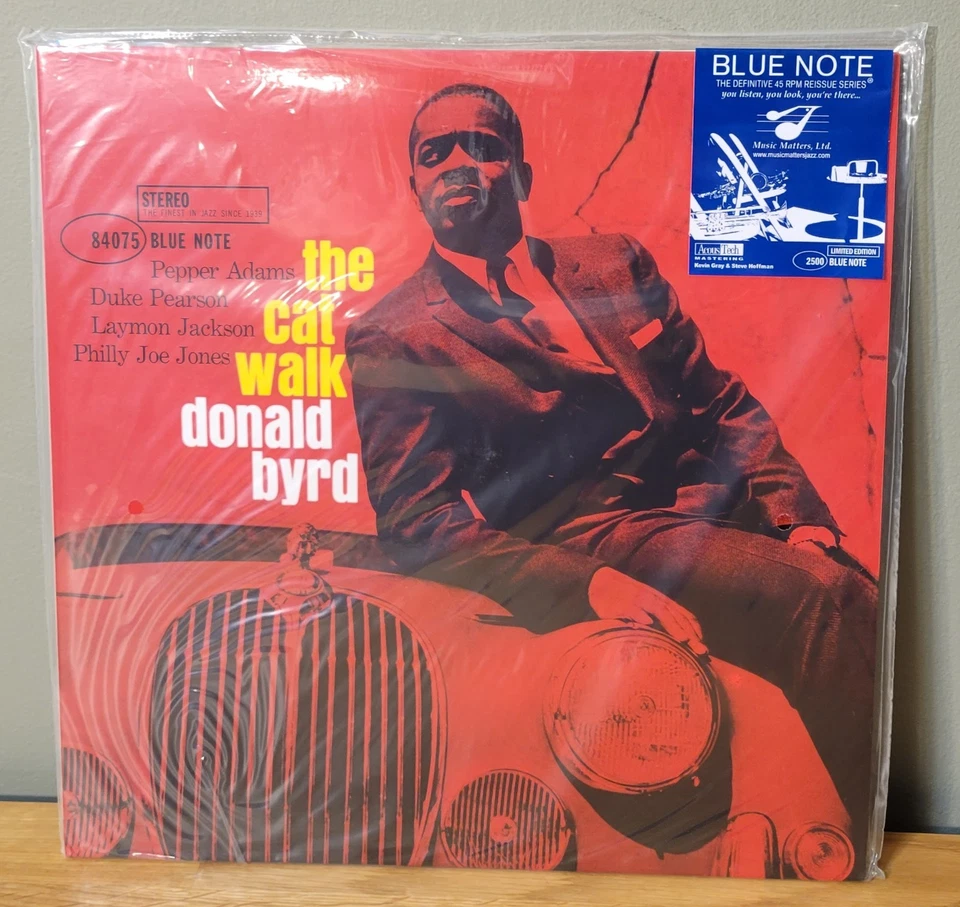 BLUE NOTE
THE DEFINITIVE 45 RPM REISSUE SERIES®
you listen, you look, you're there...
Music Matters, Ltd.
www.musicmattersjazz.com
AcousTech
MASTERING
Kevin Gray & Steve Hoffman
LIMITED EDITION
2500 BLUE NOTE
STEREO
THE FINEST IN JAZZ SINCE 1939
84075 BLUE NOTE
Pepper Adams
Duke Pearson
Laymon Jackson
Philly Joe Jones
the
cat
walk
donald
byrd